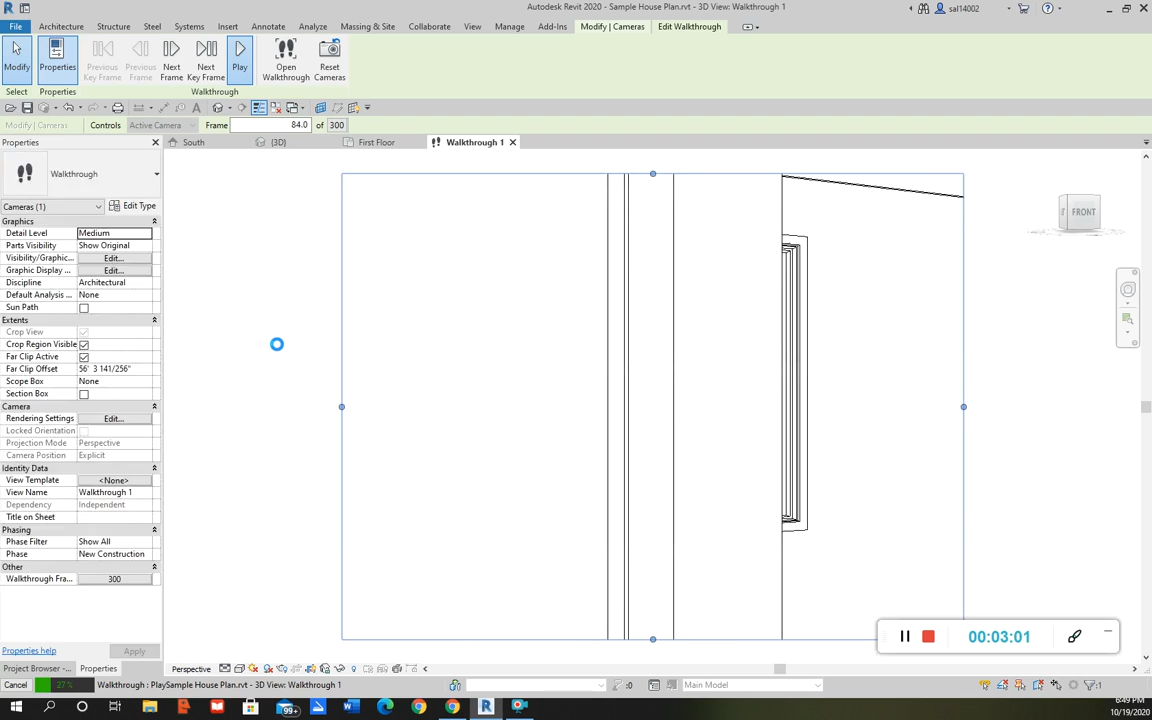 Autodesk Revit 2020 - Sample House Plan.rvt - 3D View: Walkthrough 1
sal14002
File Architecture Structure Steel Systems Insert Annotate Analyze Massing & Site Collaborate View Manage Add-Ins Modify | Cameras Edit Walkthrough
Modify Properties Previous Key Frame Previous Frame Next Frame Next Key Frame Play Open Walkthrough Reset Cameras
Select Properties Walkthrough
Modify | Cameras Controls Active Camera Frame 84.0 of 300
Properties South (3D) First Floor Walkthrough 1
Walkthrough
Cameras (1) Edit Type
Graphics
Detail Level Medium
Parts Visibility Show Original
Visibility/Graphic... Edit...
Graphic Display ... Edit...
Discipline Architectural
Default Analysis ... None
Sun Path
Extents
Crop View
Crop Region Visible
Far Clip Active
Far Clip Offset 56' 3 141/256"
Scope Box None
Section Box
Camera
Rendering Settings Edit...
Locked Orientation
Projection Mode Perspective
Camera Position Explicit
Identity Data
View Template <None>
View Name Walkthrough 1
Dependency Independent
Title on Sheet
Phasing
Phase Filter Show All
Phase New Construction
Other
Walkthrough Fra... 300
FRONT
00:03:01
Properties help Apply
Project Browser -... Properties Perspective
Cancel 27% Walkthrough : PlaySample House Plan.rvt - 3D View: Walkthrough 1 :0 Main Model :1
99+
6:49 PM
10/19/2020